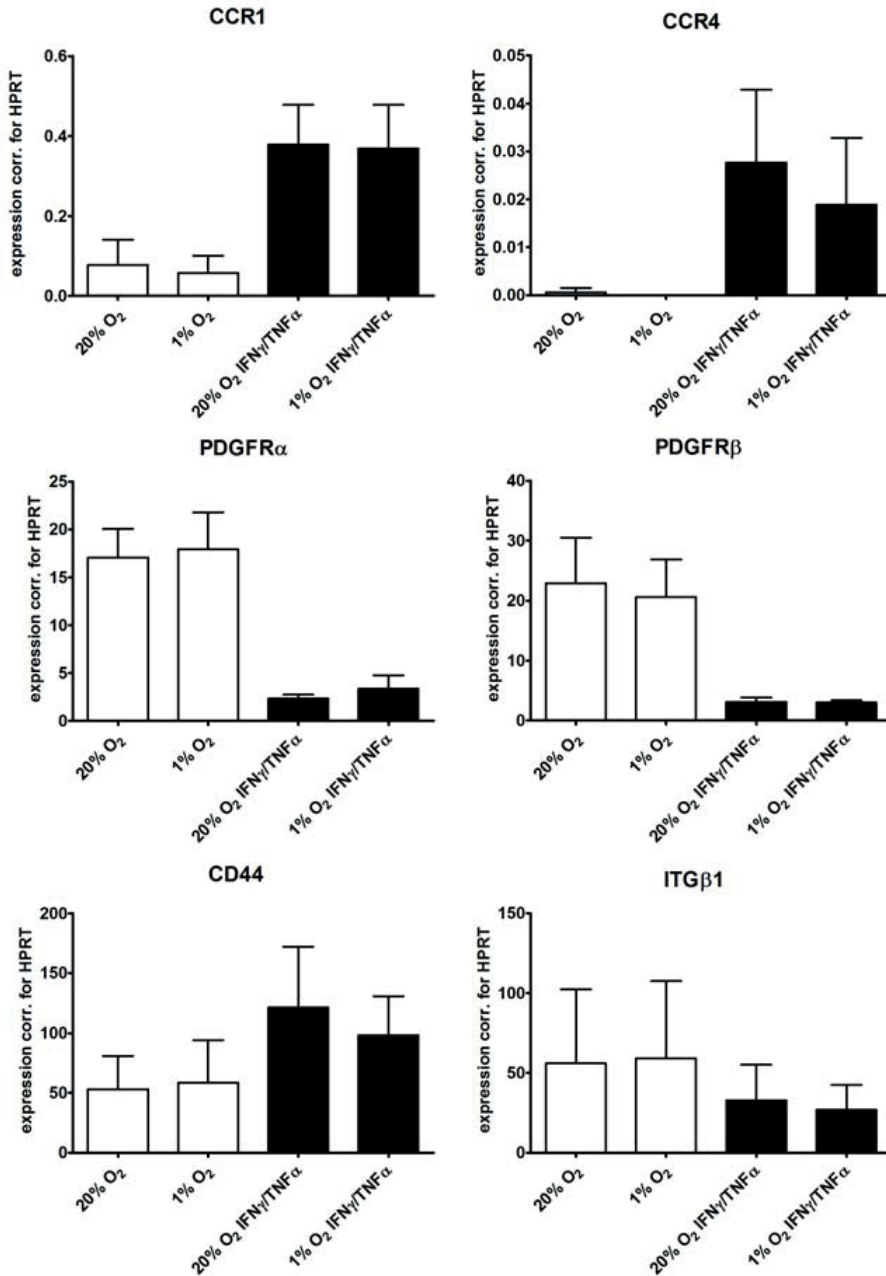 CCR1
expression corr. for HPRT
0.6
0.4
0.2
0.0
20% O₂
1% O₂
20% O₂ IFNγ/TNFα
1% O₂ IFNγ/TNFα
CCR4
expression corr. for HPRT
0.05
0.04
0.03
0.02
0.01
0.00
20% O₂
1% O₂
20% O₂ IFNγ/TNFα
1% O₂ IFNγ/TNFα
PDGFRα
expression corr. for HPRT
25
20
15
10
5
0
20% O₂
1% O₂
20% O₂ IFNγ/TNFα
1% O₂ IFNγ/TNFα
PDGFRβ
expression corr. for HPRT
40
30
20
10
0
20% O₂
1% O₂
20% O₂ IFNγ/TNFα
1% O₂ IFNγ/TNFα
CD44
expression corr. for HPRT
200
150
100
50
0
20% O₂
1% O₂
20% O₂ IFNγ/TNFα
1% O₂ IFNγ/TNFα
ITGβ1
expression corr. for HPRT
150
100
50
0
20% O₂
1% O₂
20% O₂ IFNγ/TNFα
1% O₂ IFNγ/TNFα